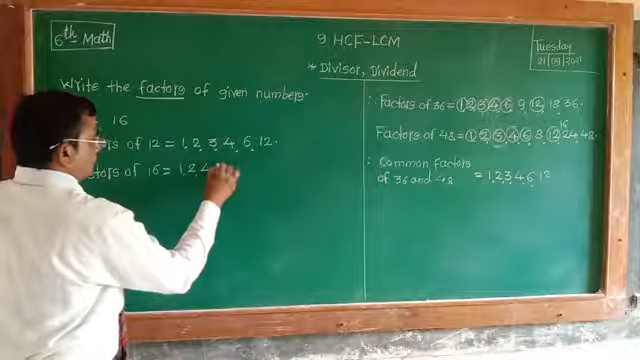 6th Math
9. HCF-LCM
Tuesday
21/09/2021
* Divisor, Dividend
Write the factors of given numbers.
16
of 12 = 1, 2, 3, 4, 6, 12.
of 16 = 1, 2 4
∴ Factors of 36 = 1 2 3 4 6 9 12, 18 36.
16
Factors of 48 = 1 2 3 4 6 8 12 24, 48.
∴ Common factors
of 36 and 48 = 1, 2, 3, 4, 6, 12